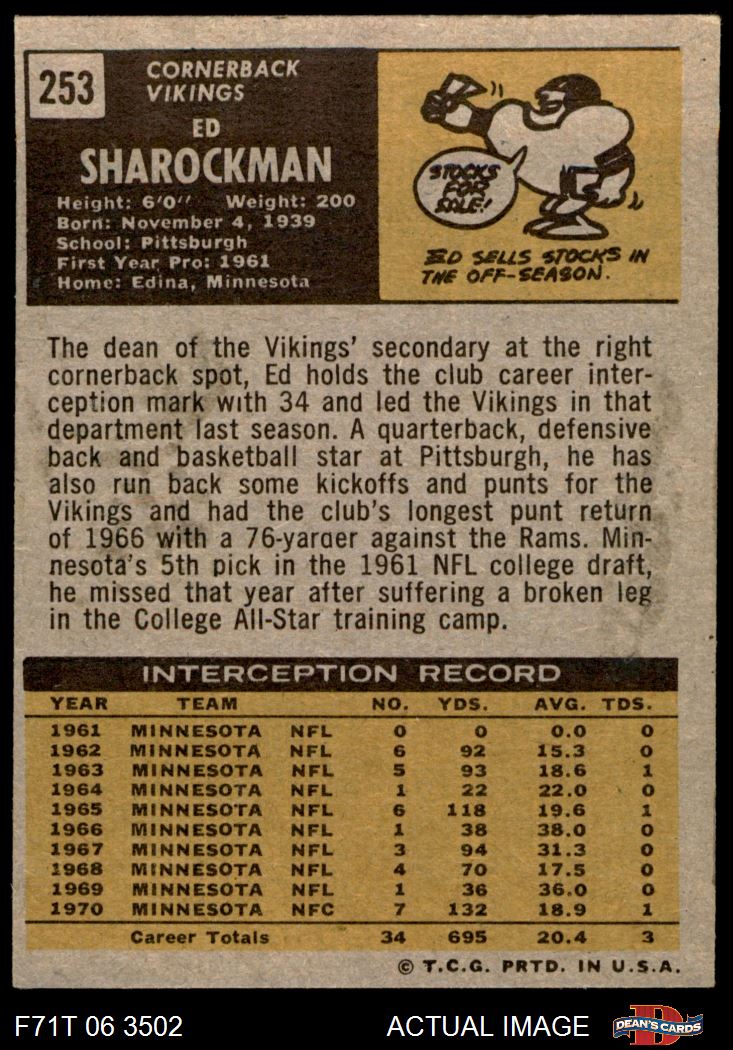 253
CORNERBACK
VIKINGS
ED
SHAROCKMAN
Height: 6'0" Weight: 200
Born: November 4, 1939
School: Pittsburgh
First Year Pro: 1961
Home: Edina, Minnesota
STOCKS
FOR
SALE!
ED SELLS STOCKS IN
THE OFF-SEASON.
The dean of the Vikings' secondary at the right
cornerback spot, Ed holds the club career inter-
ception mark with 34 and led the Vikings in that
department last season. A quarterback, defensive
back and basketball star at Pittsburgh, he has
also run back some kickoffs and punts for the
Vikings and had the club's longest punt return
of 1966 with a 76-yarder against the Rams. Min-
nesota's 5th pick in the 1961 NFL college draft,
he missed that year after suffering a broken leg
in the College All-Star training camp.
INTERCEPTION RECORD
YEAR TEAM NO. YDS. AVG. TDS.
1961 MINNESOTA NFL 0 0 0.0 0
1962 MINNESOTA NFL 6 92 15.3 0
1963 MINNESOTA NFL 5 93 18.6 1
1964 MINNESOTA NFL 1 22 22.0 0
1965 MINNESOTA NFL 6 118 19.6 1
1966 MINNESOTA NFL 1 38 38.0 0
1967 MINNESOTA NFL 3 94 31.3 0
1968 MINNESOTA NFL 4 70 17.5 0
1969 MINNESOTA NFL 1 36 36.0 0
1970 MINNESOTA NFC 7 132 18.9 1
Career Totals 34 695 20.4 3
© T.C.G. PRTD. IN U.S.A.
F71T 06 3502 ACTUAL IMAGE
D
DEAN'S CARDS